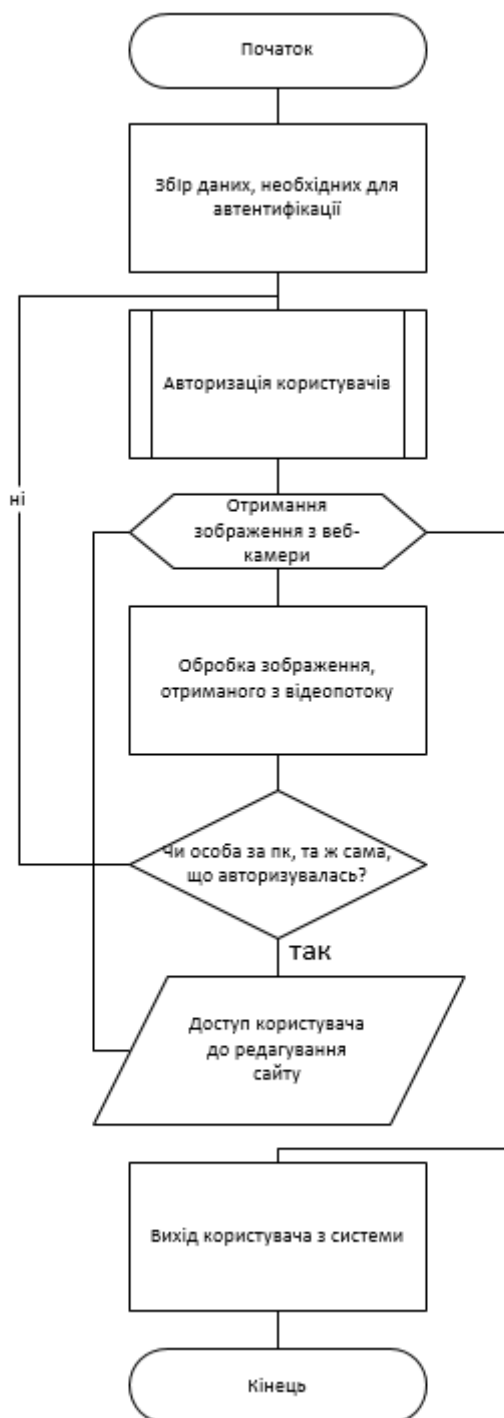 Початок
Збір даних, необхідних для
автентифікації
Авторизація користувачів
ні
Отримання
зображення з веб-
камери
Обробка зображення,
отриманого з відеопотоку
Чи особа за пк, та ж сама,
що авторизувалась?
так
Доступ користувача
до редагування
сайту
Вихід користувача з системи
Кінець